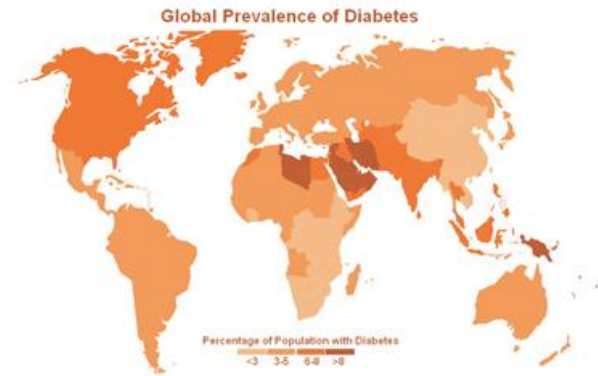 Global Prevalence of Diabetes
Percentage of Population with Diabetes
<3 3-5 6-8 >8